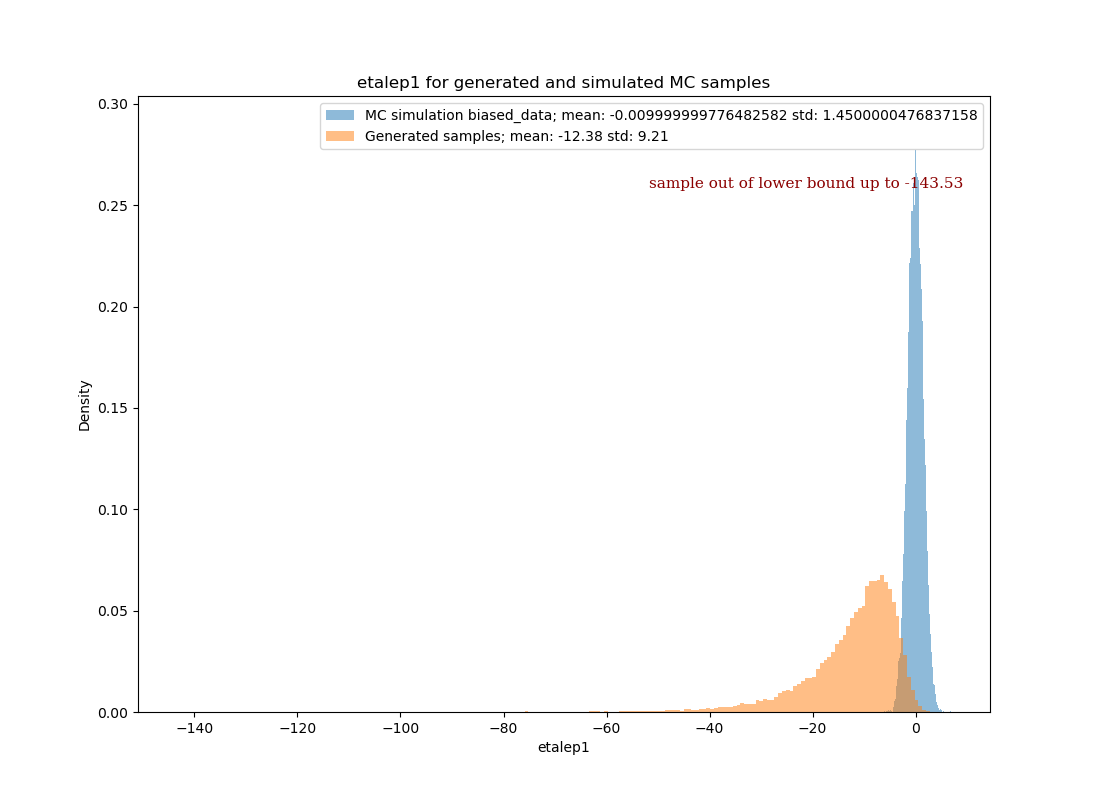 etalep1 for generated and simulated MC samples
MC simulation biased_data; mean: -0.009999999776482582 std: 1.4500000476837158
Generated samples; mean: -12.38 std: 9.21
sample out of lower bound up to -143.53
0.30
0.25
0.20
0.15
0.10
0.05
0.00
Density
−140
−120
−100
−80
−60
−40
−20
0
etalep1